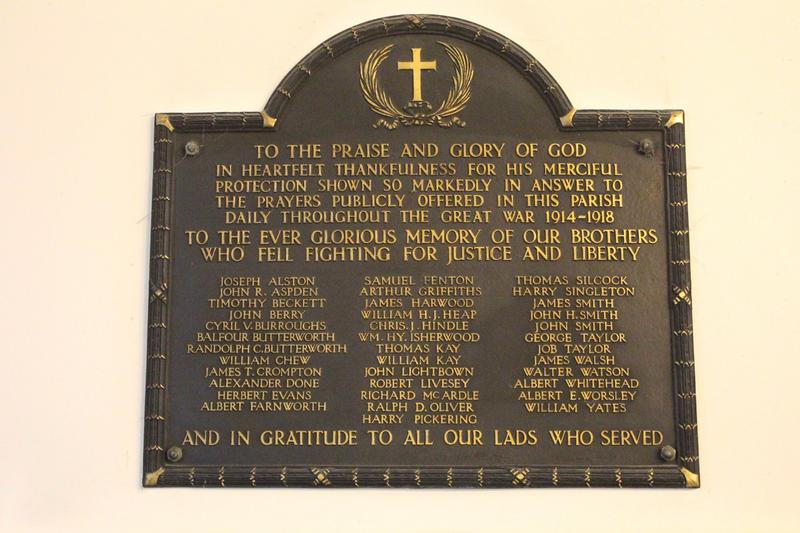 TO THE PRAISE AND GLORY OF GOD
IN HEARTFELT THANKFULNESS FOR HIS MERCIFUL
PROTECTION SHOWN SO MARKEDLY IN ANSWER TO
THE PRAYERS PUBLICLY OFFERED IN THIS PARISH
DAILY THROUGHOUT THE GREAT WAR 1914-1918
TO THE EVER GLORIOUS MEMORY OF OUR BROTHERS
WHO FELL FIGHTING FOR JUSTICE AND LIBERTY
JOSEPH ALSTON
JOHN R. ASPDEN
TIMOTHY BECKETT
JOHN BERRY
CYRIL V. BURROUGHS
BALFOUR BUTTERWORTH
RANDOLPH C. BUTTERWORTH
WILLIAM CHEW
JAMES T. CROMPTON
ALEXANDER DONE
HERBERT EVANS
ALBERT FARNWORTH
SAMUEL FENTON
ARTHUR GRIFFITHS
JAMES HARWOOD
WILLIAM H. J. HEAP
CHRIS. J. HINDLE
WM. HY. ISHERWOOD
THOMAS KAY
WILLIAM KAY
JOHN LIGHTBOWN
ROBERT LIVESEY
RICHARD MCARDLE
RALPH D. OLIVER
HARRY PICKERING
THOMAS SILCOCK
HARRY SINGLETON
JAMES SMITH
JOHN H. SMITH
JOHN SMITH
GEORGE TAYLOR
JOB TAYLOR
JAMES WALSH
WALTER WATSON
ALBERT WHITEHEAD
ALBERT E. WORSLEY
WILLIAM YATES
AND IN GRATITUDE TO ALL OUR LADS WHO SERVED